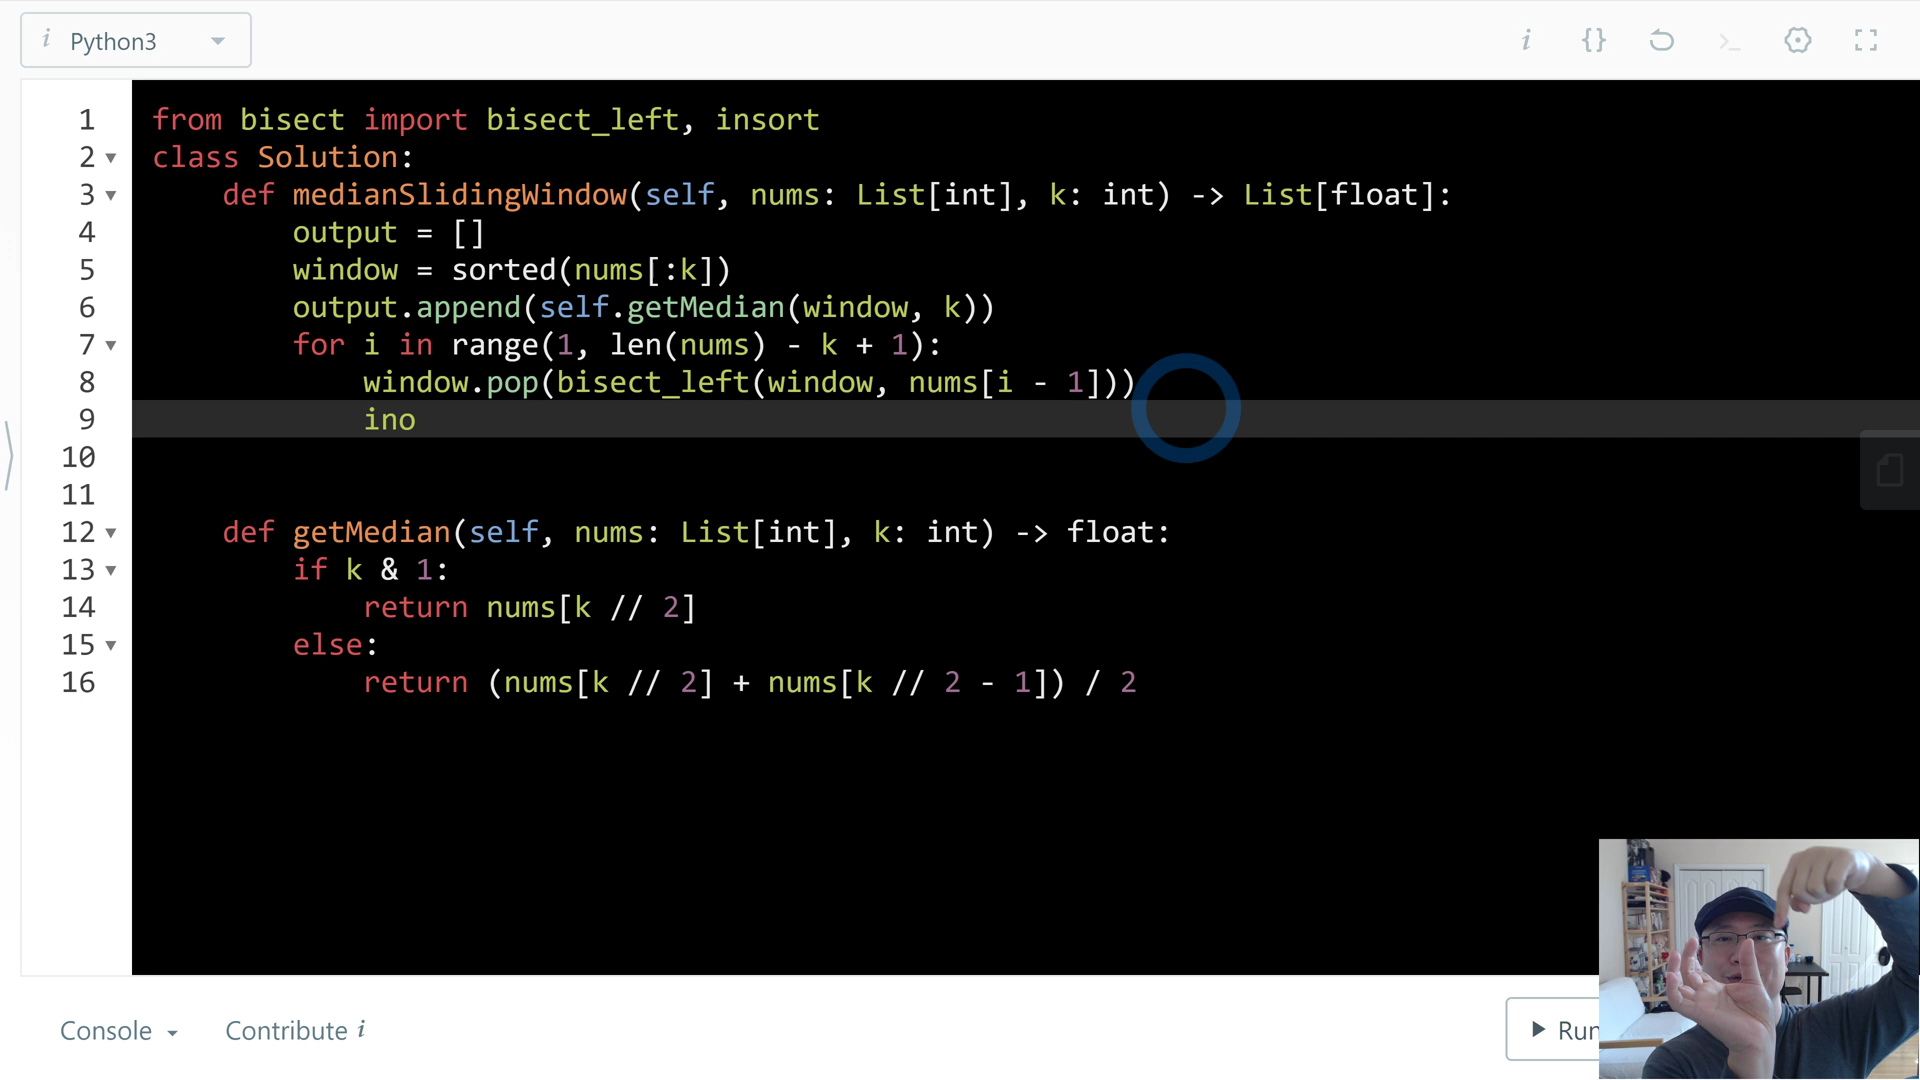 i Python3
i {} >_
1 from bisect import bisect_left, insort
2 class Solution:
3 def medianSlidingWindow(self, nums: List[int], k: int) -> List[float]:
4 output = []
5 window = sorted(nums[:k])
6 output.append(self.getMedian(window, k))
7 for i in range(1, len(nums) - k + 1):
8 window.pop(bisect_left(window, nums[i - 1]))
9 ino
10
11
12 def getMedian(self, nums: List[int], k: int) -> float:
13 if k & 1:
14 return nums[k // 2]
15 else:
16 return (nums[k // 2] + nums[k // 2 - 1]) / 2
Console Contribute i Run